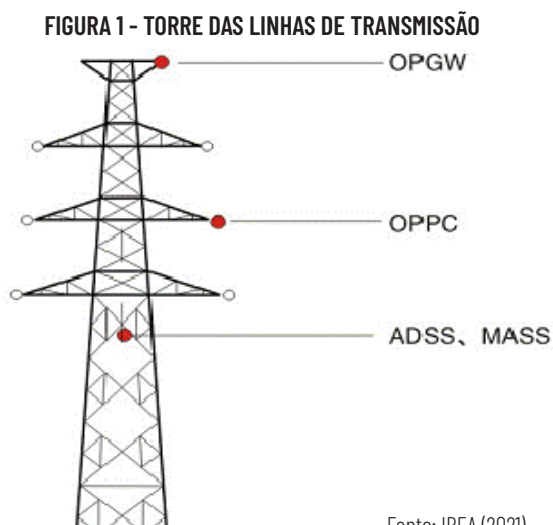 FIGURA 1 - TORRE DAS LINHAS DE TRANSMISSÃO
OPGW
OPPC
ADSS、MASS
Fonte: IPEA (2021)